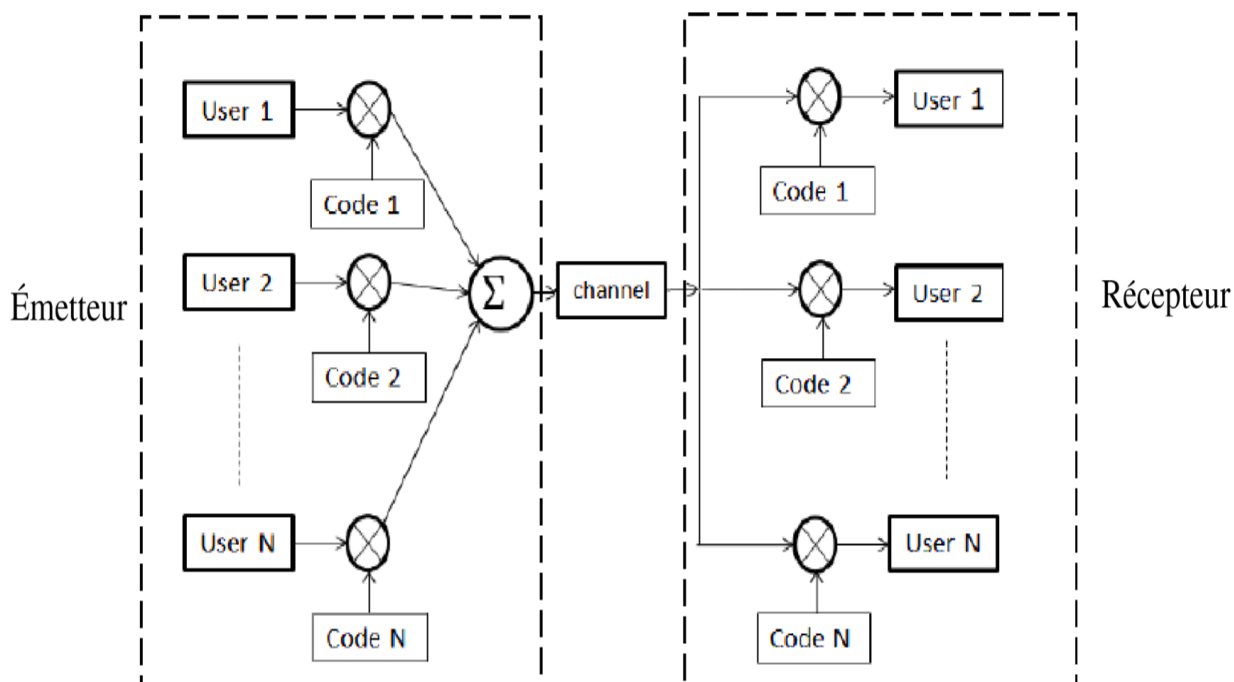 Émetteur
User 1
Code 1
User 2
Code 2
User N
Code N
Σ
channel
User 1
Code 1
User 2
Code 2
User N
Code N
Récepteur